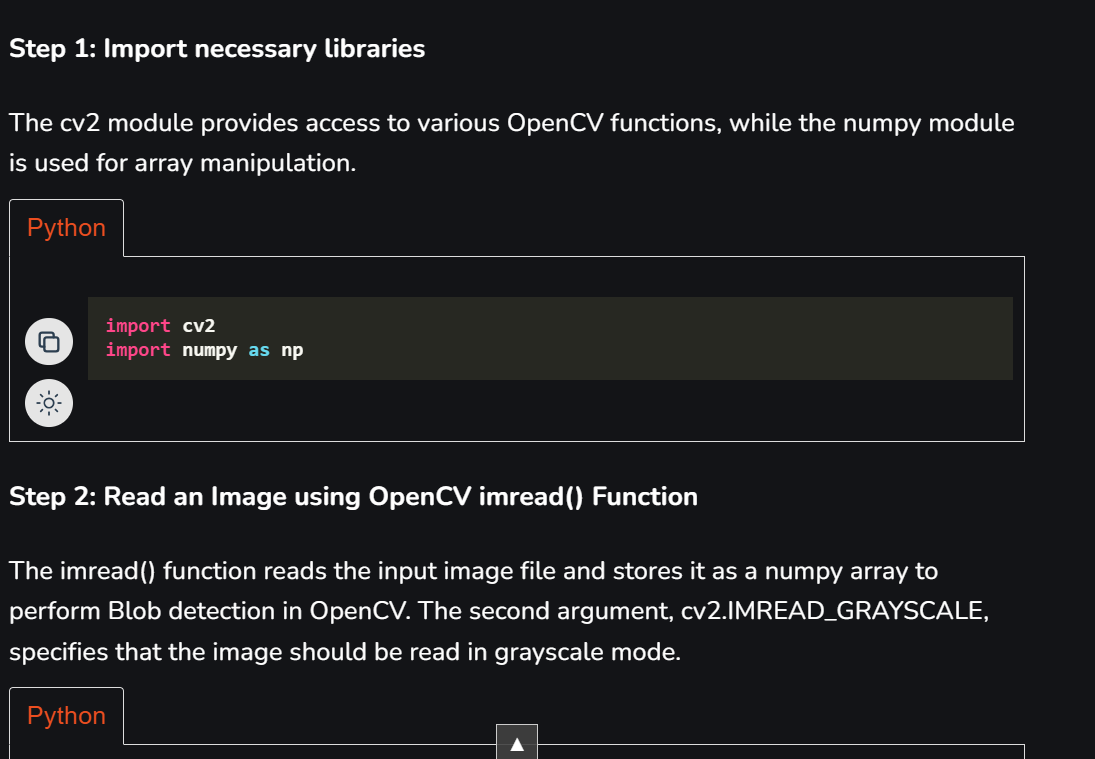 Step 1: Import necessary libraries
The cv2 module provides access to various OpenCV functions, while the numpy module
is used for array manipulation.
Python
import cv2
import numpy as np
Step 2: Read an Image using OpenCV imread() Function
The imread() function reads the input image file and stores it as a numpy array to
perform Blob detection in OpenCV. The second argument, cv2.IMREAD_GRAYSCALE,
specifies that the image should be read in grayscale mode.
Python